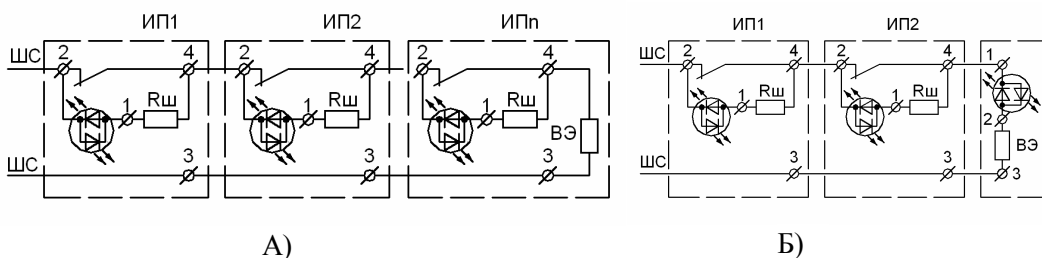 ИП1 ИП2 ИПn
ШС 2 4 2 4 2 4
1 Rш 1 Rш 1 Rш ВЭ
ШС 3 3 3
А)
ИП1 ИП2
ШС 2 4 2 4 1
1 Rш 1 Rш 2 ВЭ
ШС 3 3 3
Б)